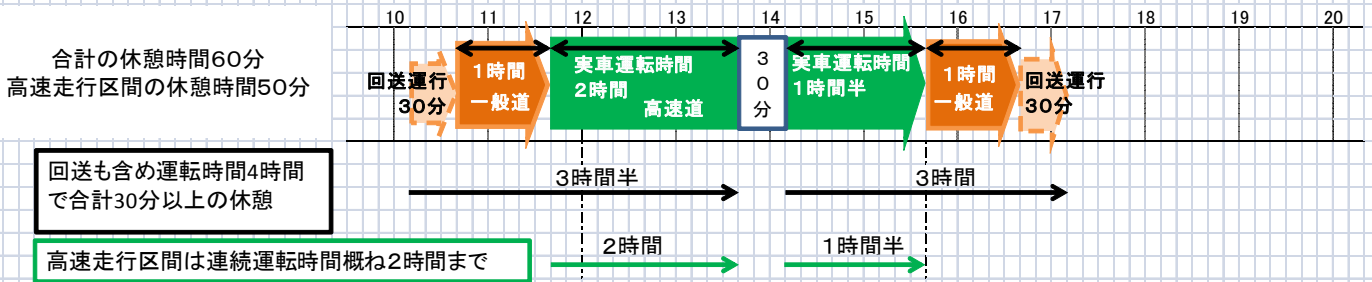 10 11 12 13 14 15 16 17 18 19 20
合計の休憩時間60分
高速走行区間の休憩時間50分
回送運行
30分
1時間
一般道
実車運転時間
2時間
高速道
30分
実車運転時間
1時間半
1時間
一般道
回送運行
30分
回送も含め運転時間4時間
で合計30分以上の休憩
3時間半
3時間
高速走行区間は連続運転時間概ね2時間まで
2時間
1時間半